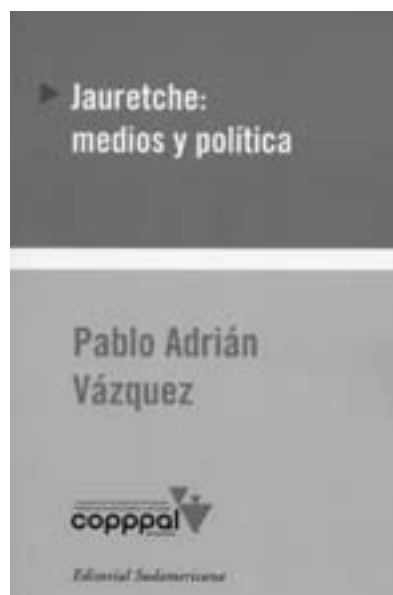 Jauretche:
medios y política
Pablo Adrián
Vázquez
copppal
Editorial Sudamericana